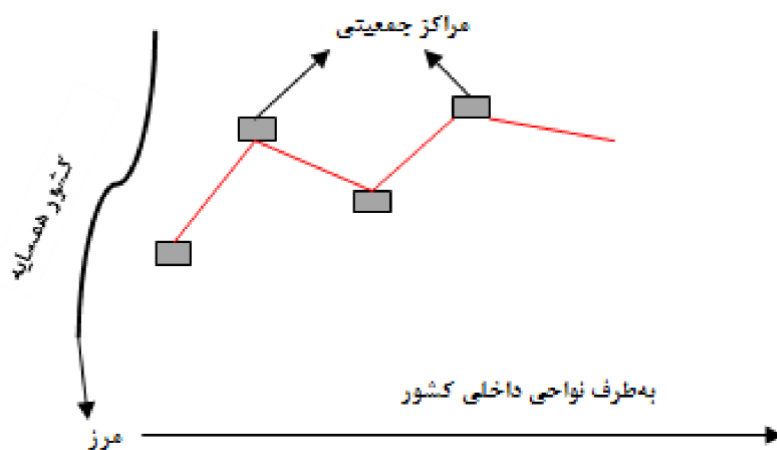 مراکز جمعیتی
کشور همسایه
به‌طرف نواحی داخلی کشور
مرز